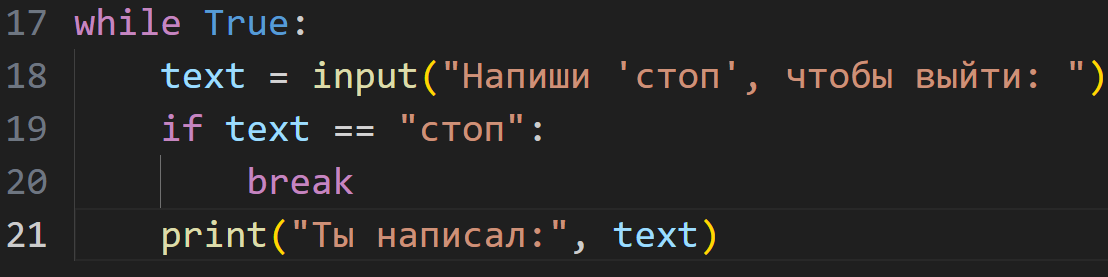 17 while True:
18     text = input("Напиши 'стоп', чтобы выйти: ")
19     if text == "стоп":
20         break
21     print("Ты написал:", text)